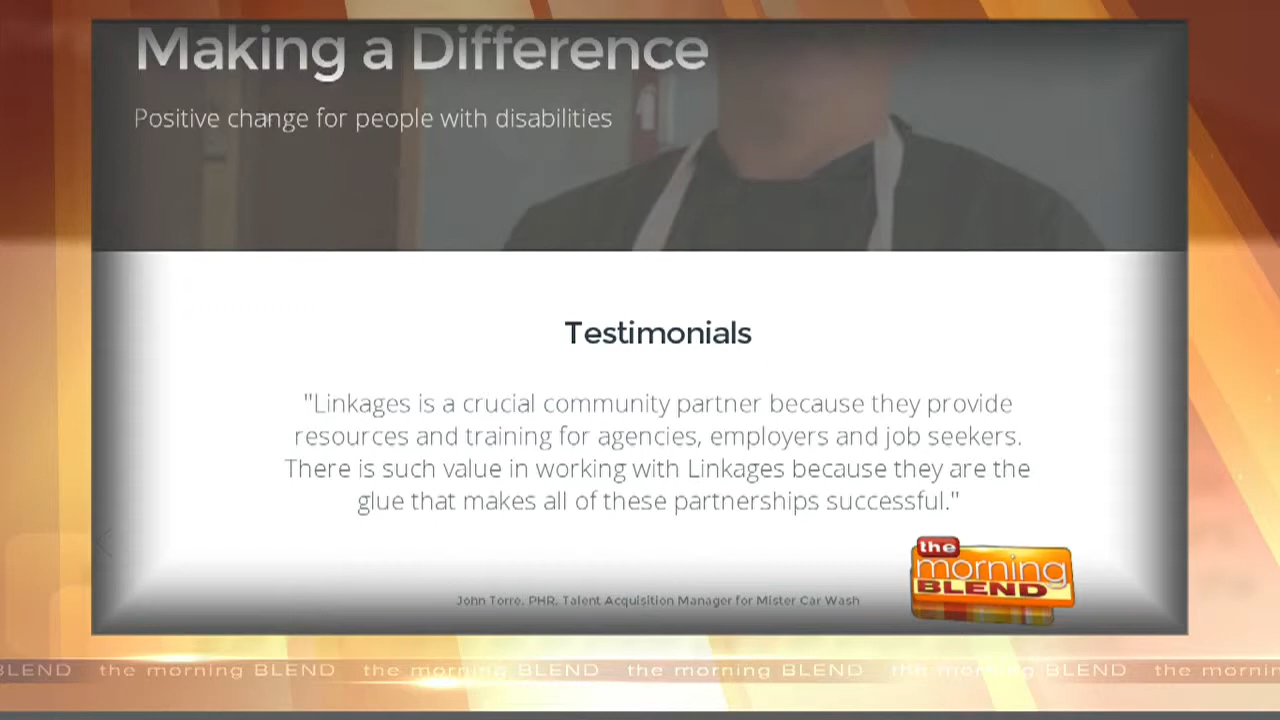 Making a Difference
Positive change for people with disabilities
Testimonials
"Linkages is a crucial community partner because they provide
resources and training for agencies, employers and job seekers.
There is such value in working with Linkages because they are the
glue that makes all of these partnerships successful."
the
morning
BLEND
John Torre, PHR, Talent Acquisition Manager for Mister Car Wash
BLEND the morning BLEND the morning BLEND the morning BLEND the morning BLEND the mornin